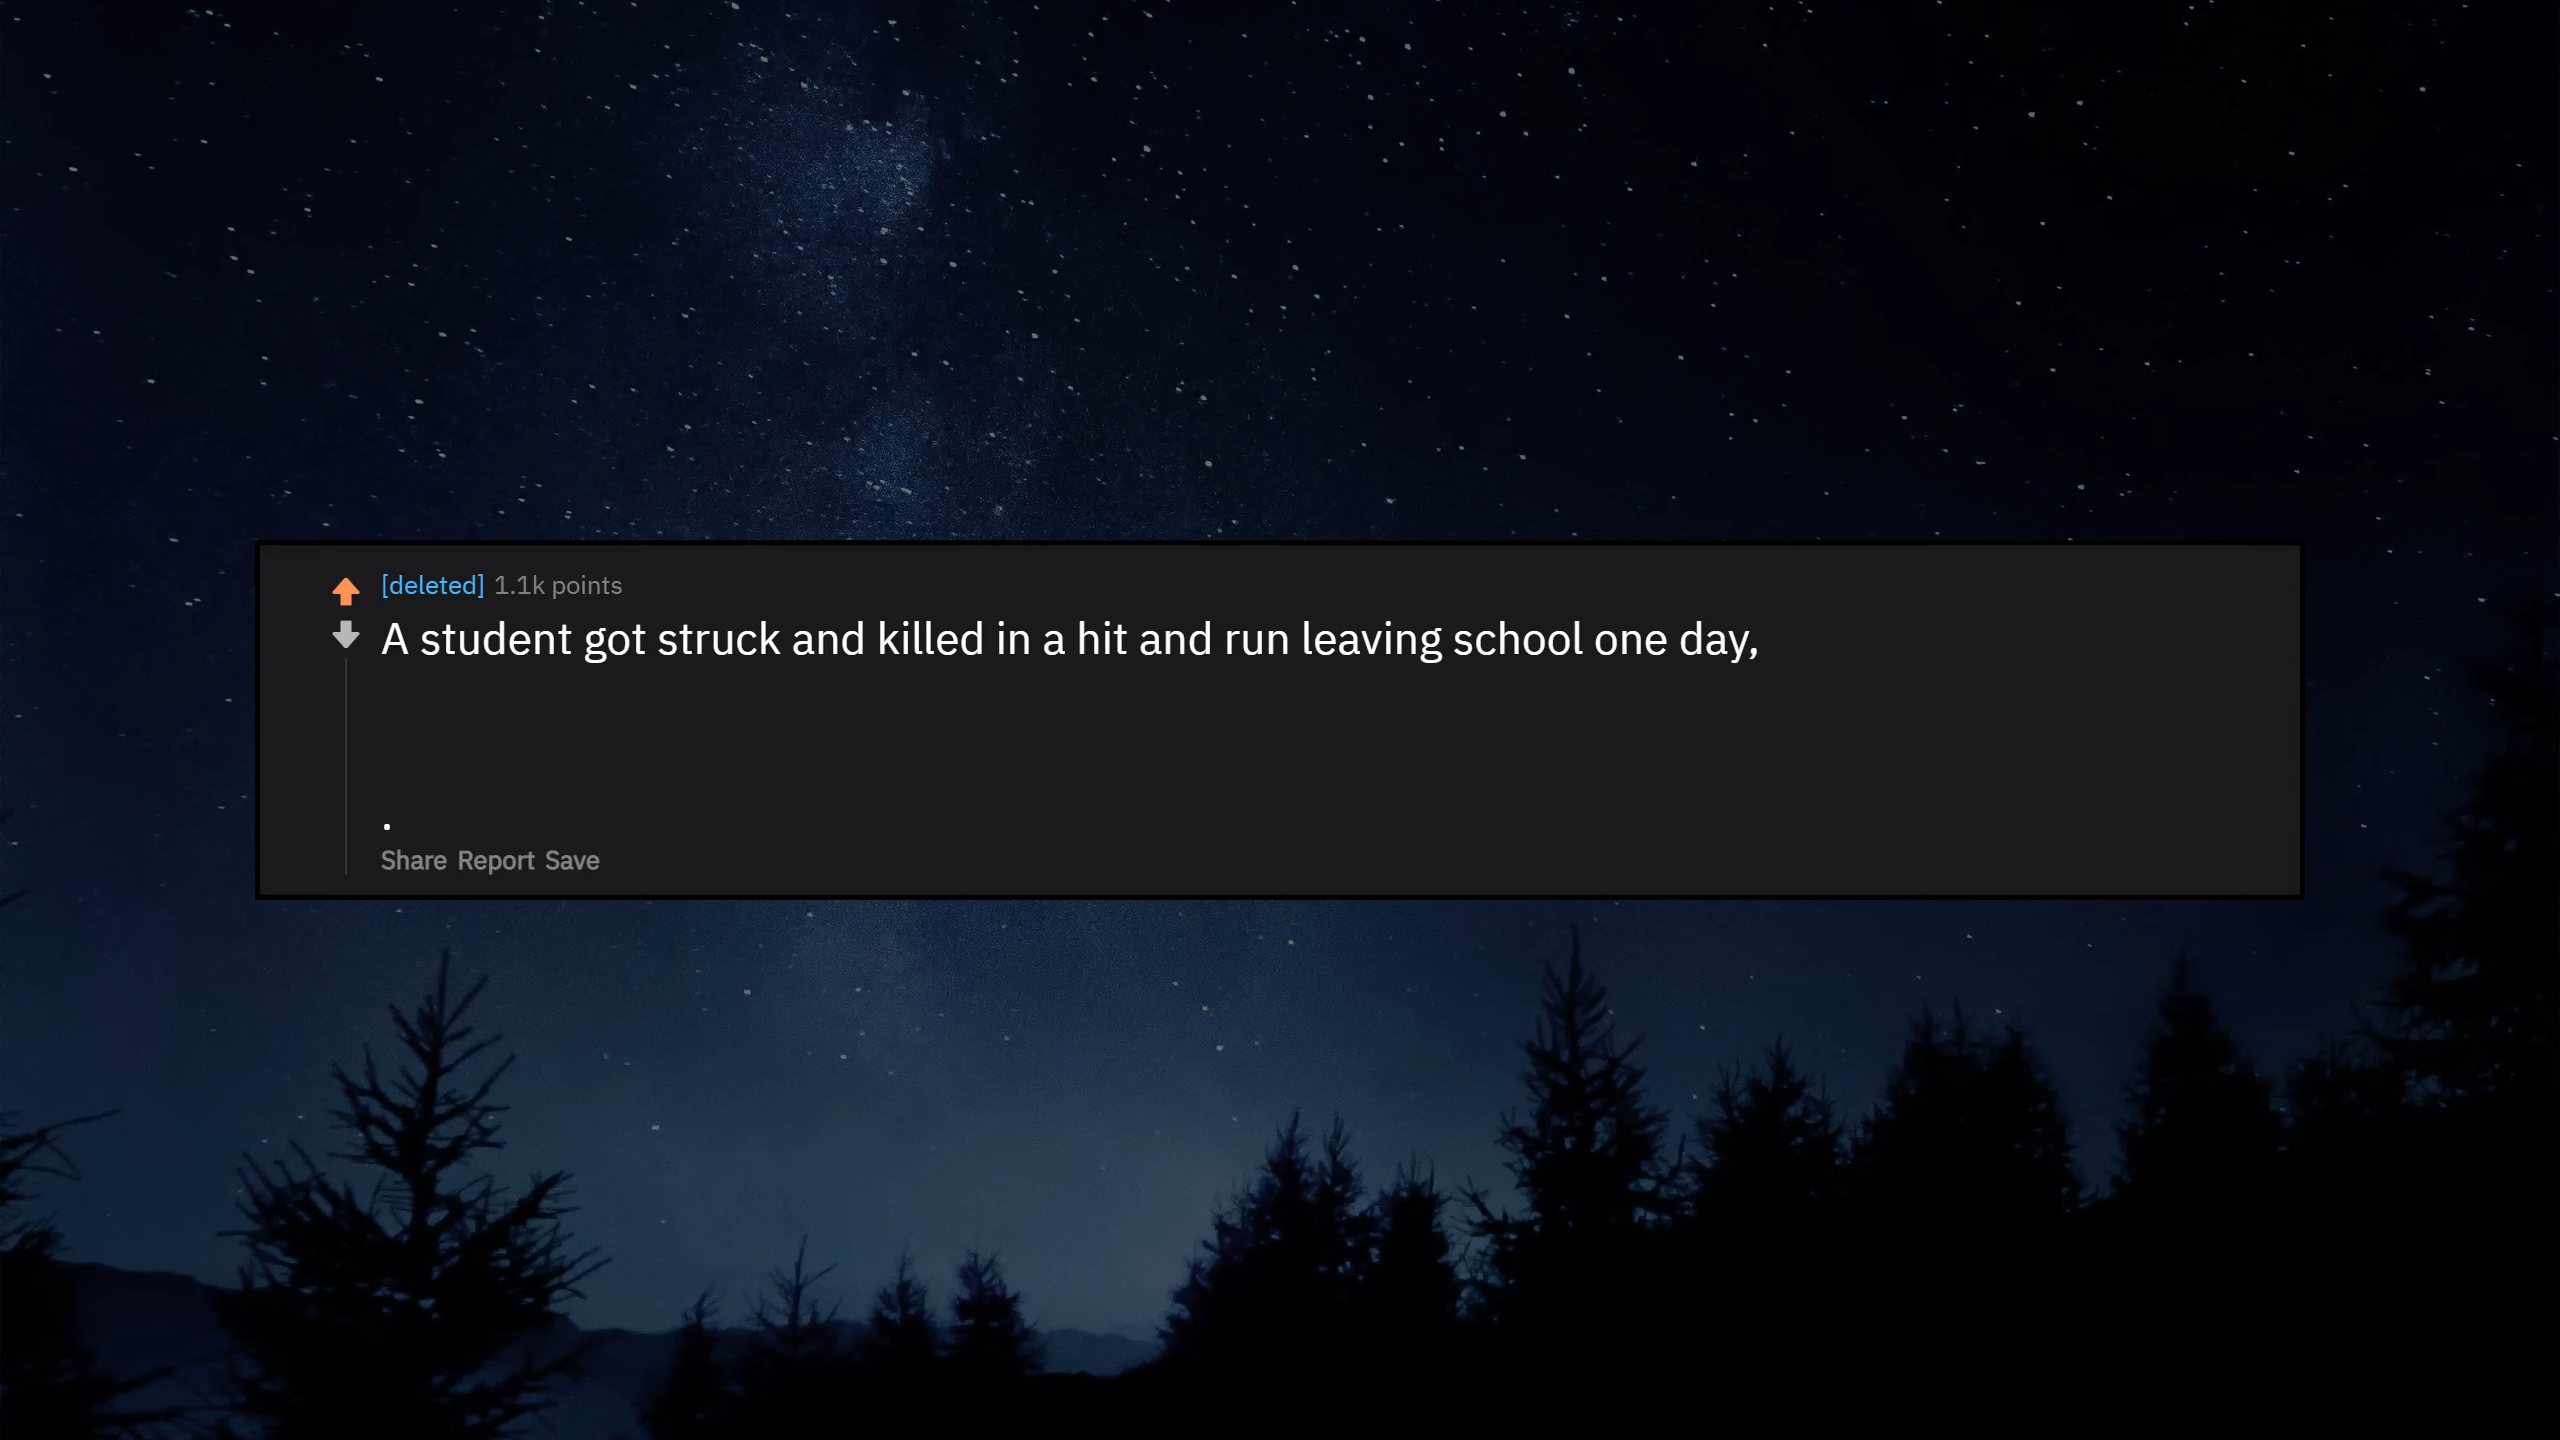 [deleted] 1.1k points
A student got struck and killed in a hit and run leaving school one day,
.
Share Report Save